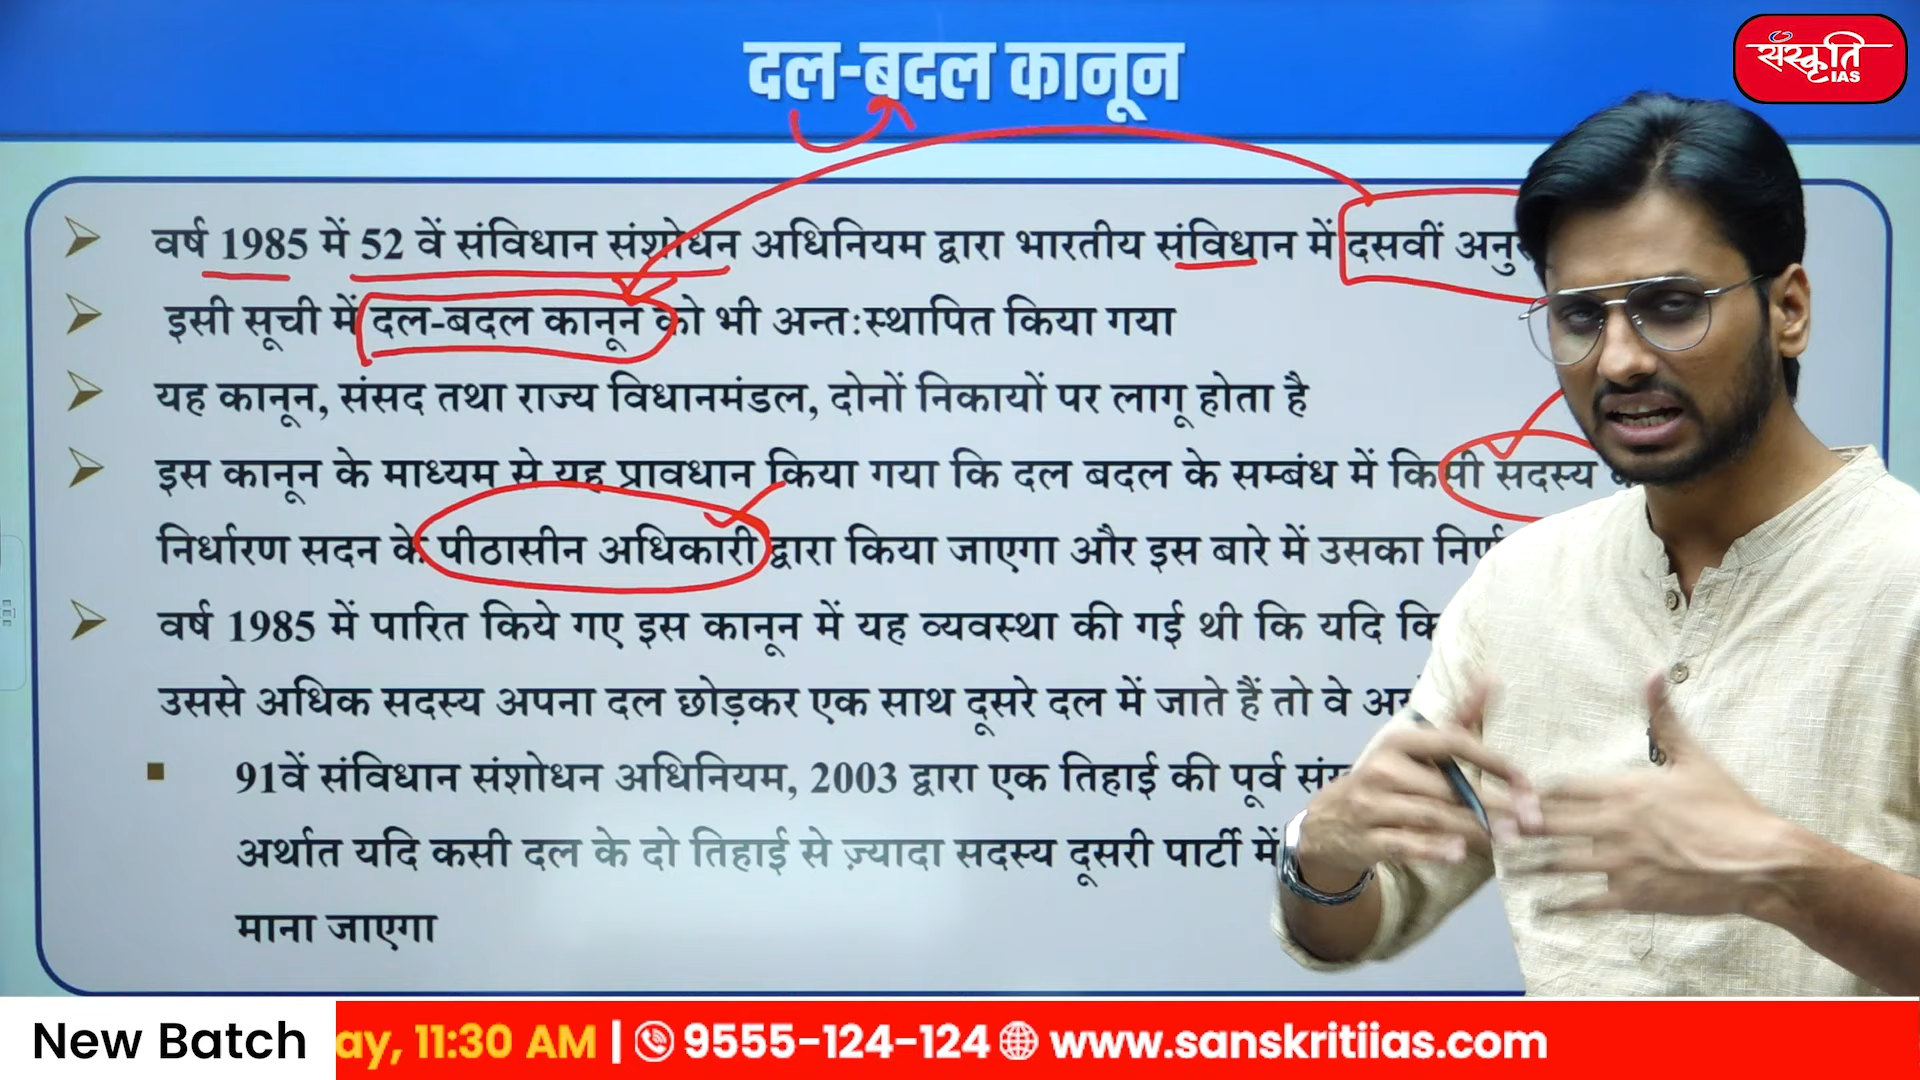 दल-बदल कानून
संस्कृति
IAS
वर्ष 1985 में 52 वें संविधान संशोधन अधिनियम द्वारा भारतीय संविधान में दसवीं
इसी सूची में दल-बदल कानून को भी अन्तःस्थापित किया गया
यह कानून, संसद तथा राज्य विधानमंडल, दोनों निकायों पर लागू होता है
इस कानून के माध्यम से यह प्रावधान किया गया कि दल बदल के सम्बंध में किसी सदस्य
निर्धारण सदन के पीठासीन अधिकारी द्वारा किया जाएगा और इस बारे में उसका
वर्ष 1985 में पारित किये गए इस कानून में यह व्यवस्था की गई थी कि यदि
उससे अधिक सदस्य अपना दल छोड़कर एक साथ दूसरे दल में जाते हैं तो वे
91वें संविधान संशोधन अधिनियम, 2003 द्वारा एक तिहाई की पूर्व
अर्थात यदि कसी दल के दो तिहाई से ज़्यादा सदस्य दूसरी पार्टी में
माना जाएगा
New Batch ay, 11:30 AM | 9555-124-124 www.sanskritiias.com